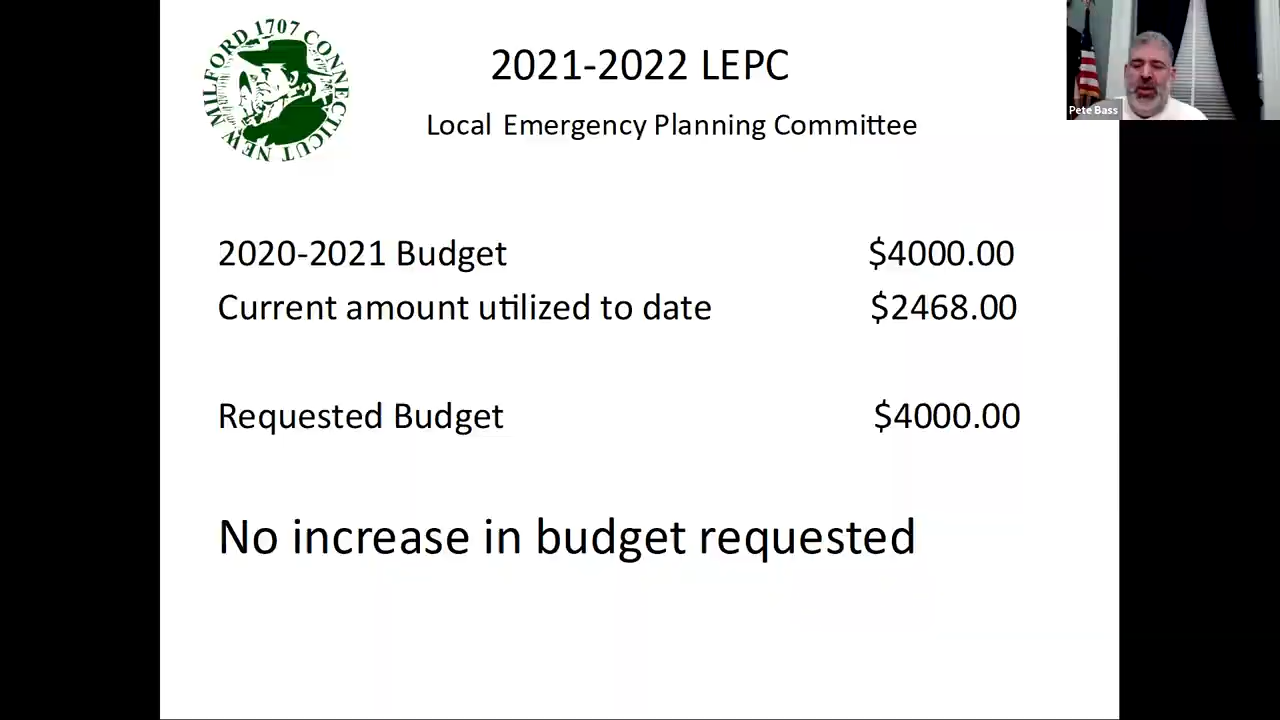 NEW MILFORD 1707 CONNECTICUT
2021-2022 LEPC
Local Emergency Planning Committee
Pete Bass
2020-2021 Budget $4000.00
Current amount utilized to date $2468.00
Requested Budget $4000.00
No increase in budget requested